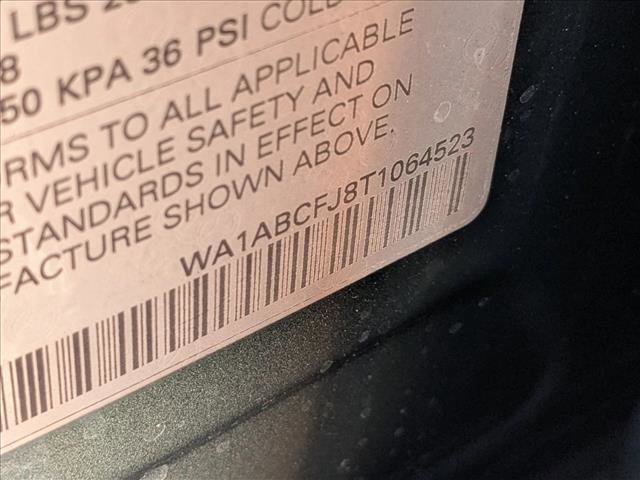 LBS
8
50 KPA 36 PSI COLD
RMS TO ALL APPLICABLE
R VEHICLE SAFETY AND
STANDARDS IN EFFECT ON
FACTURE SHOWN ABOVE.
WA1ABCFJ8T1064523